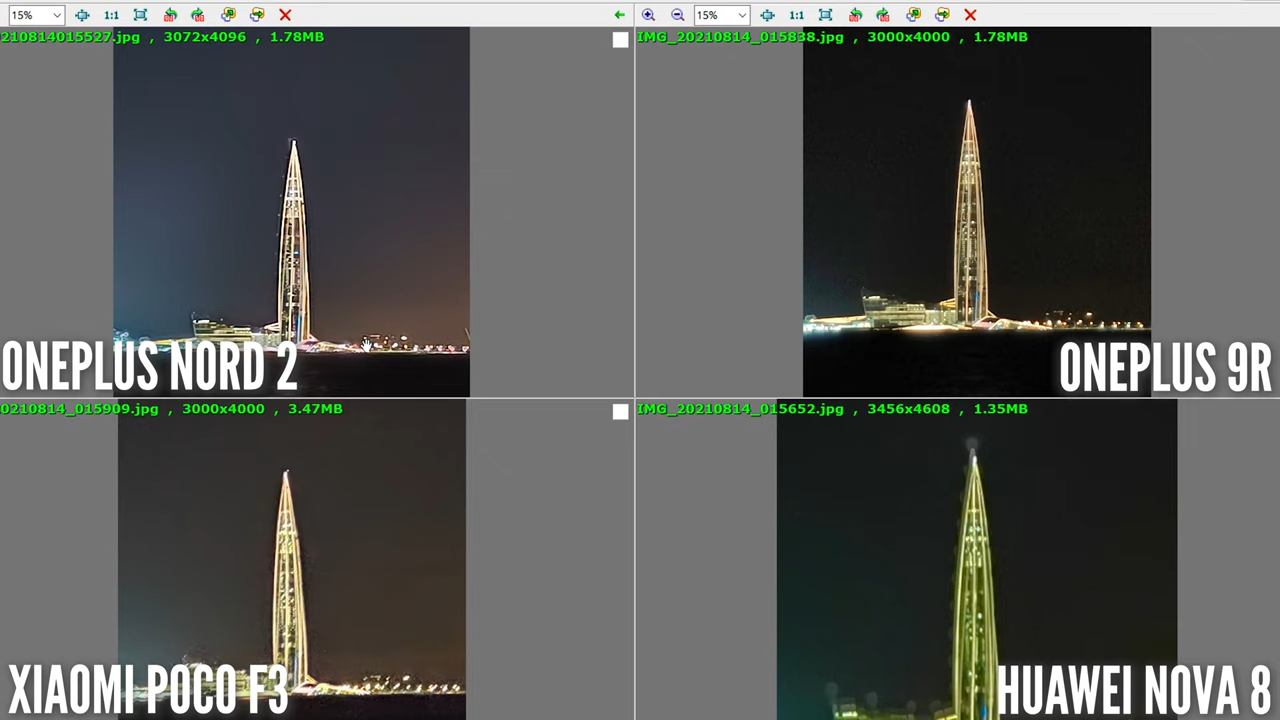 15% 1:1
15% 1:1
210814015527.jpg , 3072x4096 , 1.78MB
IMG_20210814_015838.jpg , 3000x4000 , 1.78MB
ONEPLUS NORD 2
ONEPLUS 9R
0210814_015909.jpg , 3000x4000 , 3.47MB
IMG_20210814_015652.jpg , 3456x4608 , 1.35MB
XIAOMI POCO F3
HUAWEI NOVA 8